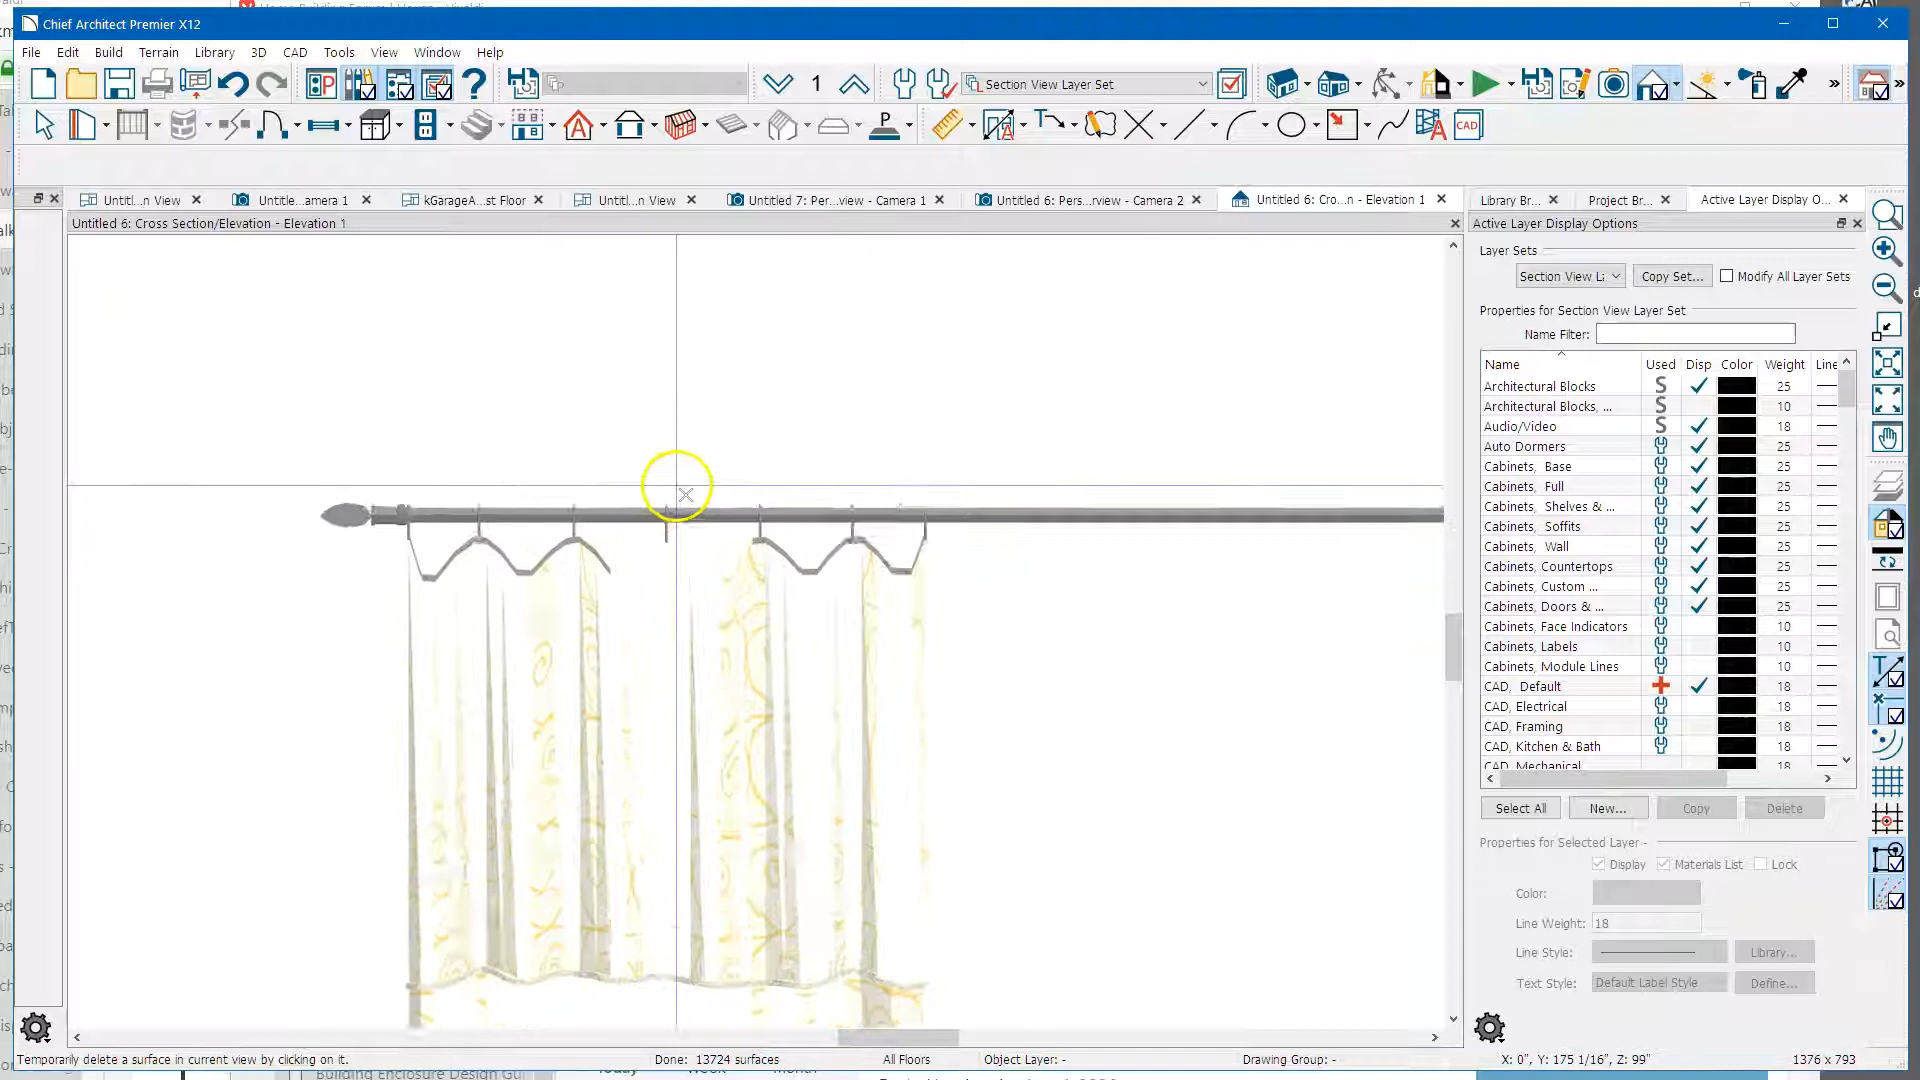 Chief Architect Premier X12
File Edit Build Terrain Library 3D CAD Tools View Window Help
1
Section View Layer Set
P
A
CAD
Untitl...n View
Untitle...amera 1
kGarageA...st Floor
Untitl...n View
Untitled 7: Per...rview - Camera 1
Untitled 6: Pers...rview - Camera 2
Untitled 6: Cro...n - Elevation 1
Library Br...
Project Br...
Active Layer Display O...
Untitled 6: Cross Section/Elevation - Elevation 1
Active Layer Display Options
Layer Sets
Copy Set...
Modify All Layer Sets
Properties for Section View Layer Set
Name Filter:
Name Used Disp Color Weight Line
Architectural Blocks S 25
Architectural Blocks, ... S 10
Audio/Video S 18
Auto Dormers 25
Cabinets, Base 25
Cabinets, Full 25
Cabinets, Shelves & ... 25
Cabinets, Soffits 25
Cabinets, Wall 25
Cabinets, Countertops 25
Cabinets, Custom ... 25
Cabinets, Doors & ... 25
Cabinets, Face Indicators 10
Cabinets, Labels 10
Cabinets, Module Lines 10
CAD, Default 18
CAD, Electrical 18
CAD, Framing 18
CAD, Kitchen & Bath 18
CAD, Mechanical 18
Select All New... Copy Delete
Properties for Selected Layer -
Display Materials List Lock
Color:
Line Weight: 18
Line Style: Library...
Text Style: Default Label Style Define...
Temporarily delete a surface in current view by clicking on it.
Done: 13724 surfaces
All Floors
Object Layer: -
Drawing Group: -
X: 0", Y: 175 1/16", Z: 99"
1376 x 793